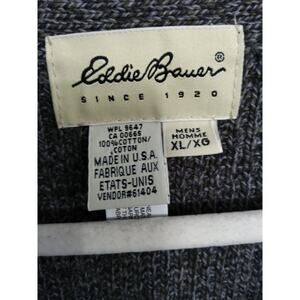 Eddie Bauer®
SINCE 1920
WPL 9647
CA 00665
100% COTTON/
COTON
MADE IN U.S.A.
FABRIQUE AUX
ETATS-UNIS
VENDOR#61404
MENS
HOMME
XL/XG